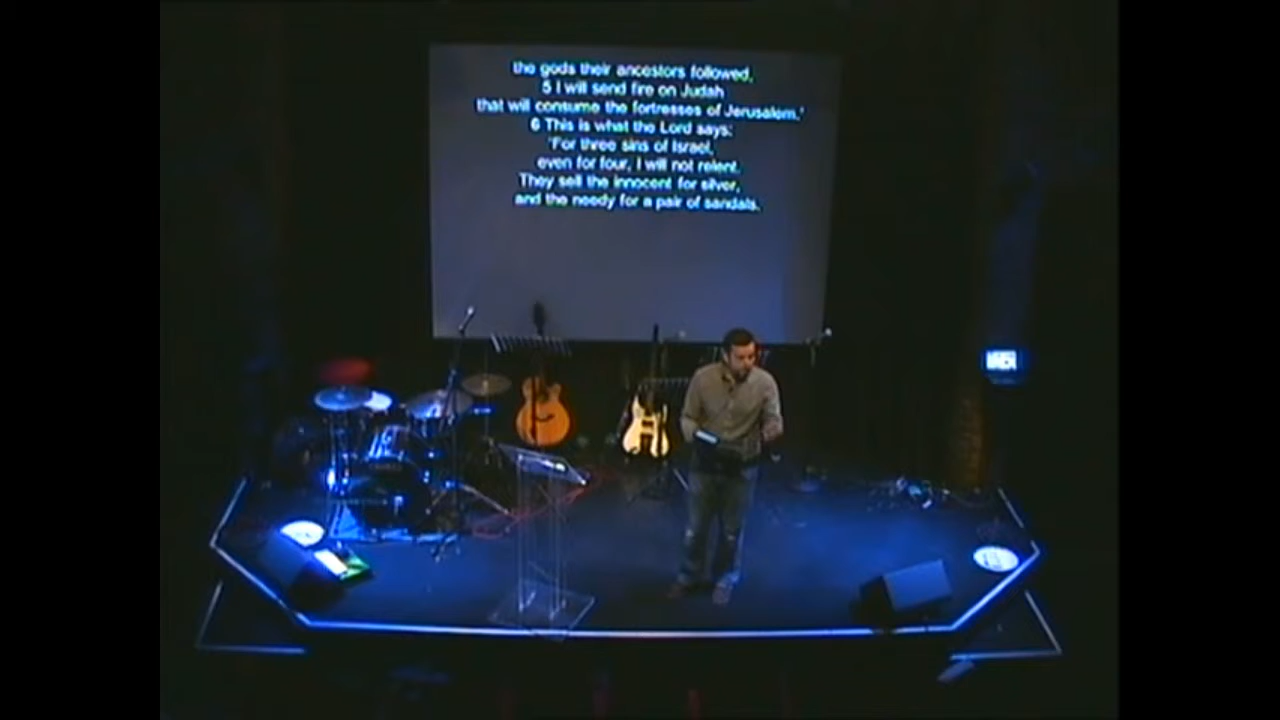 the gods their ancestors followed,
5 I will send fire on Judah
that will consume the fortresses of Jerusalem.'
6 This is what the Lord says:
"For three sins of Israel,
even for four, I will not relent.
They sell the innocent for silver,
and the needy for a pair of sandals.